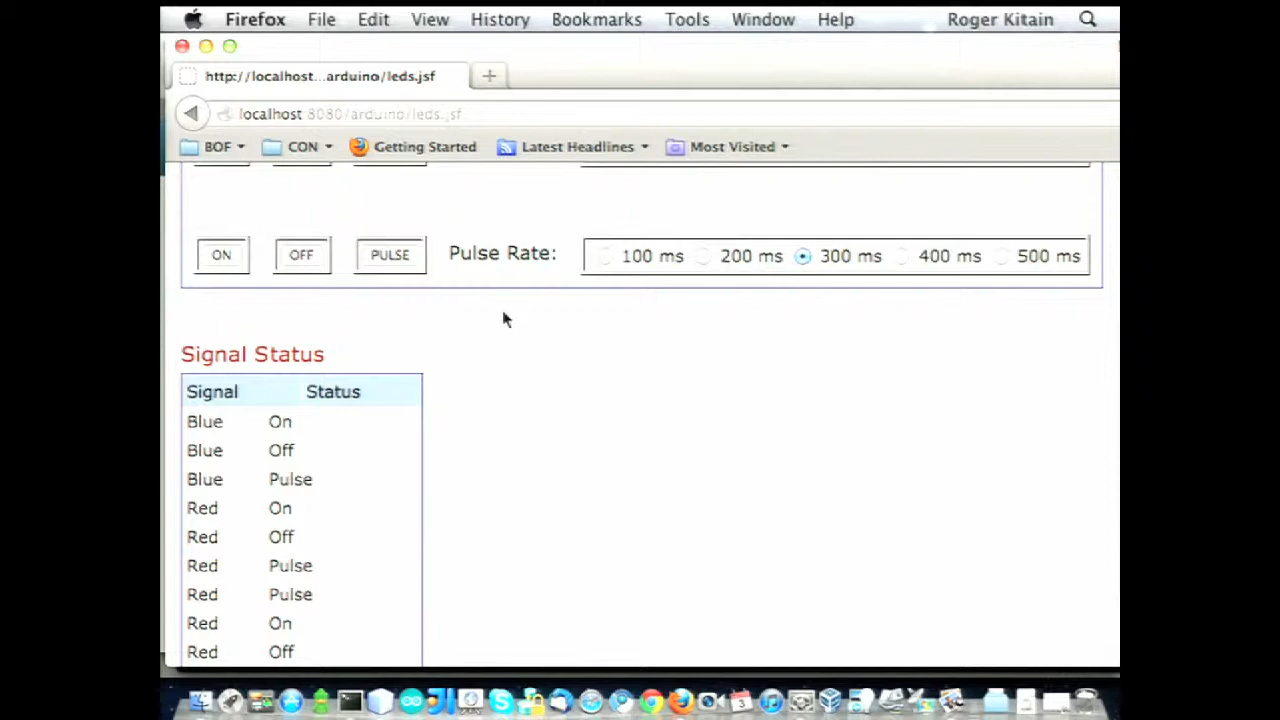 Firefox File Edit View History Bookmarks Tools Window Help Roger Kitain
http://localhost...arduino/leds.jsf
localhost:8080/arduino/leds.jsf
BOF CON Getting Started Latest Headlines Most Visited
ON OFF PULSE Pulse Rate: 100 ms 200 ms 300 ms 400 ms 500 ms
Signal Status
Signal Status
Blue On
Blue Off
Blue Pulse
Red On
Red Off
Red Pulse
Red Pulse
Red On
Red Off
3